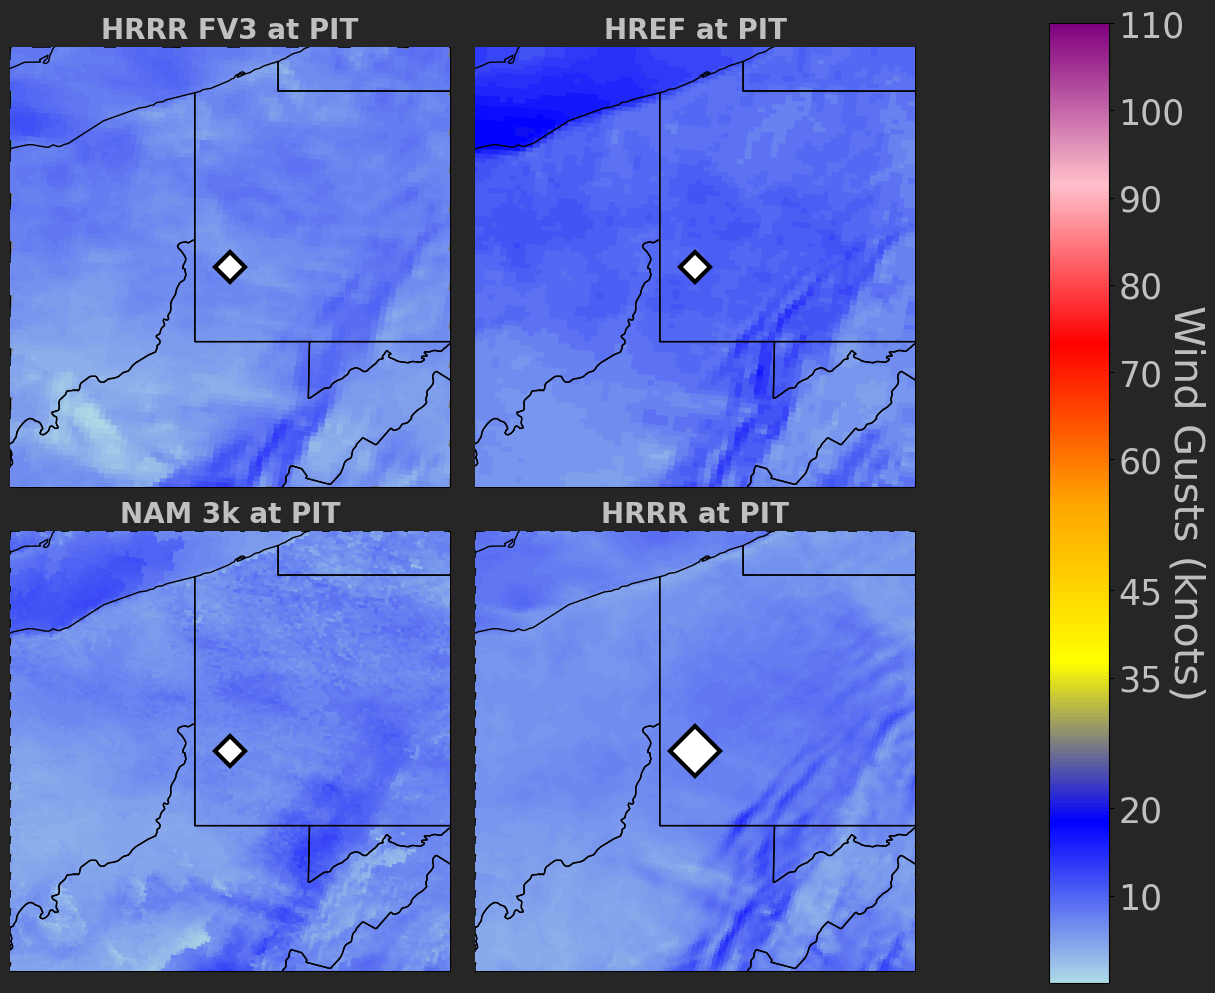 HRRR FV3 at PIT
HREF at PIT
NAM 3k at PIT
HRRR at PIT
110
100
90
80
70
60
45
35
20
10
Wind Gusts (knots)